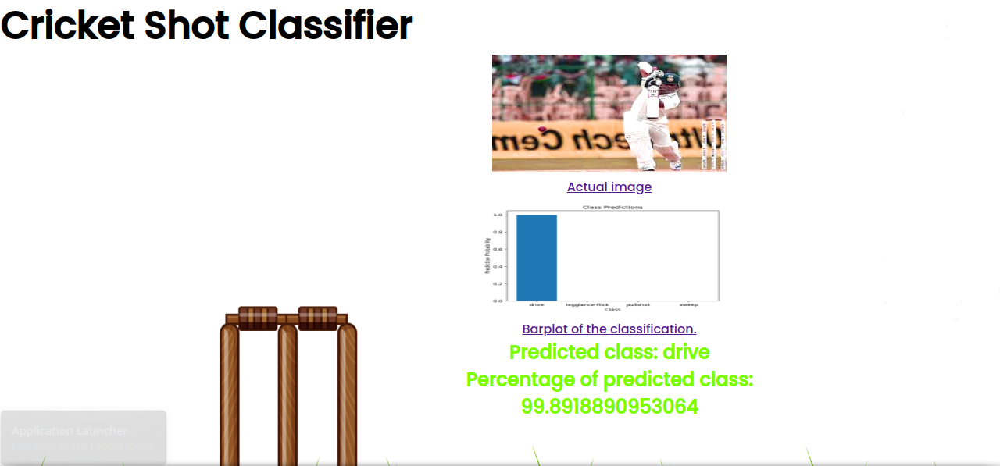 Cricket Shot Classifier
Actual image
Class Predictions
Prediction Probability
1.0
0.8
0.6
0.4
0.2
0.0
drive legglance-flick pullshot sweep
Class
Barplot of the classification.
Predicted class: drive
Percentage of predicted class:
99.8918890953064
Application Launcher
Launcher to start applications